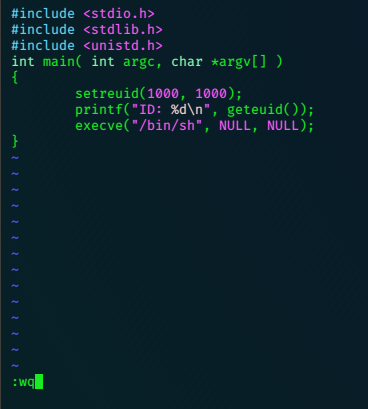 #include <stdio.h>
#include <stdlib.h>
#include <unistd.h>
int main( int argc, char *argv[] )
{
        setreuid(1000, 1000);
        printf("ID: %d\n", geteuid());
        execve("/bin/sh", NULL, NULL);
}
~
~
~
~
~
~
~
~
~
~
~
~
~
~
:wq